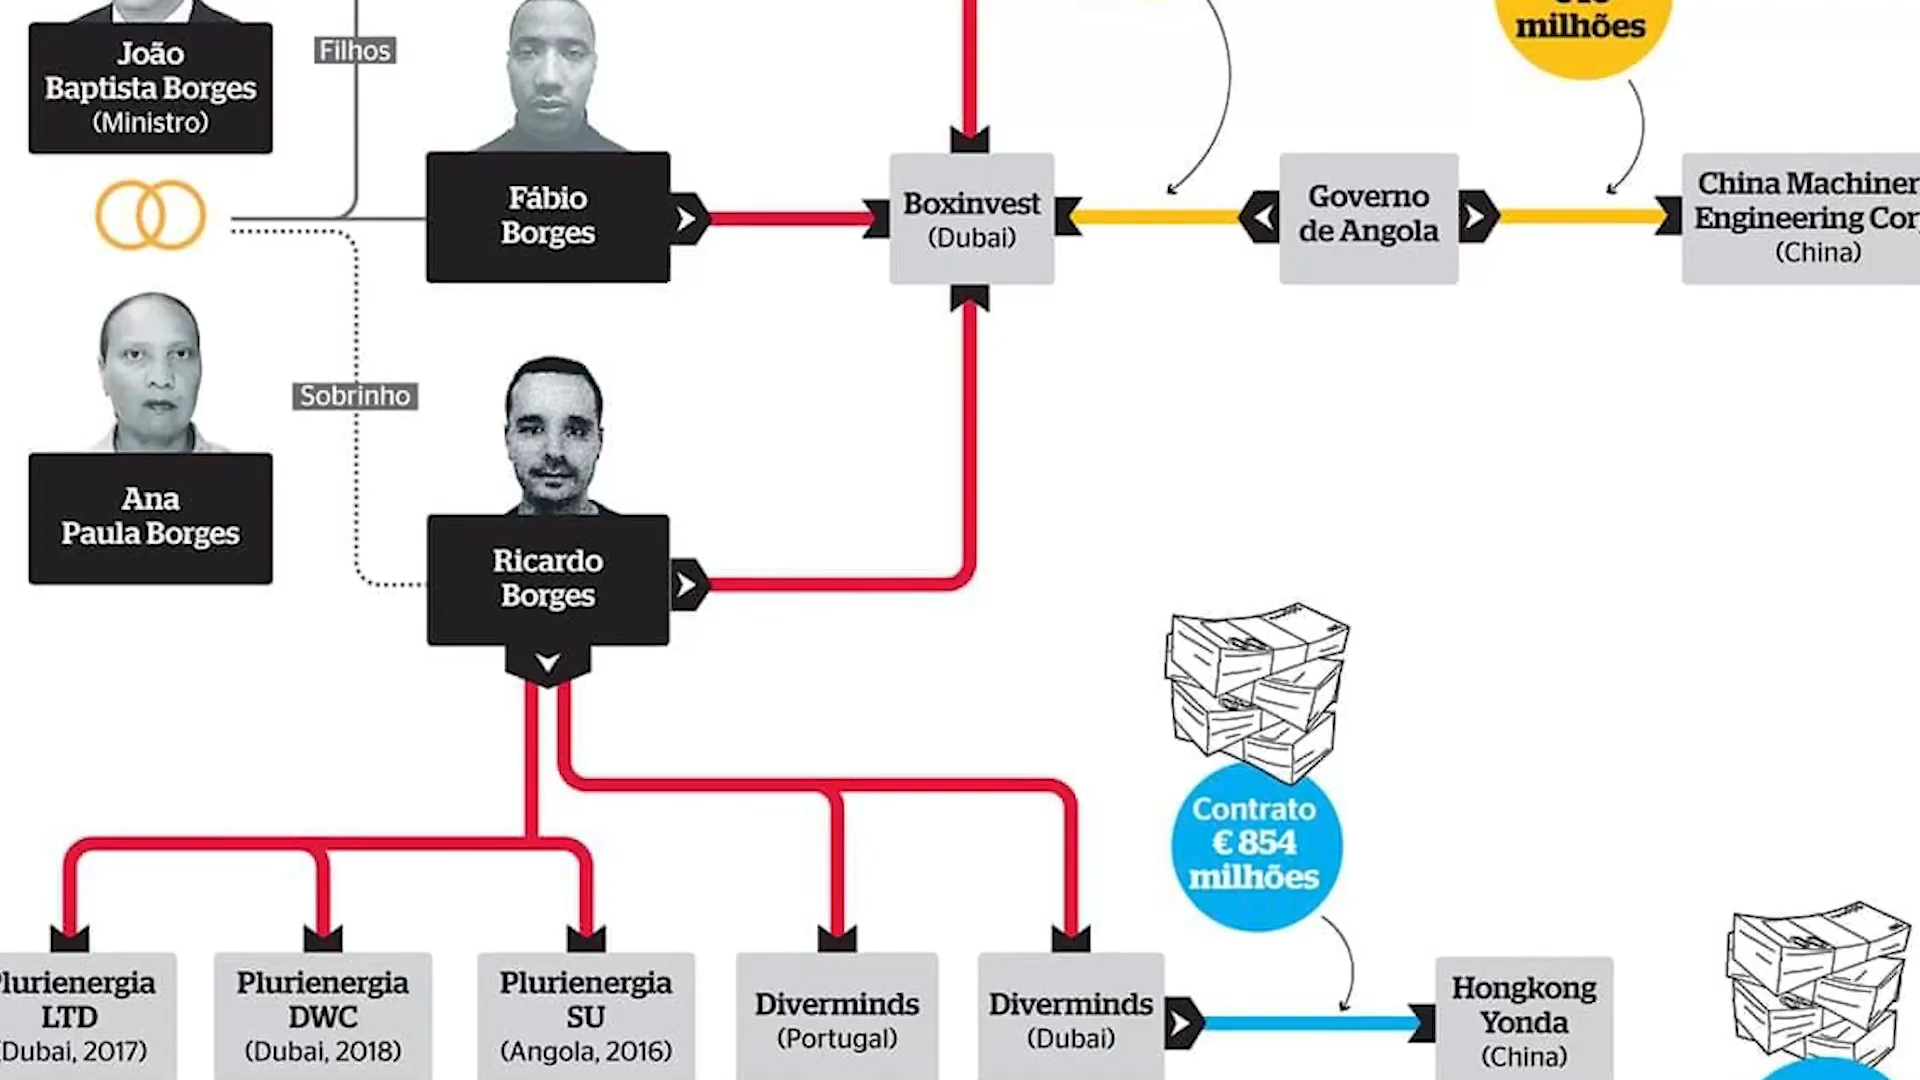 milhões
João
Baptista Borges
(Ministro)
Filhos
Fábio
Borges
Boxinvest
(Dubai)
Governo
de Angola
China Machiner
Engineering Cor
(China)
Sobrinho
Ana
Paula Borges
Ricardo
Borges
Contrato
€ 854
milhões
lurienergia
LTD
(Dubai, 2017)
Plurienergia
DWC
(Dubai, 2018)
Plurienergia
SU
(Angola, 2016)
Diverminds
(Portugal)
Diverminds
(Dubai)
Hongkong
Yonda
(China)